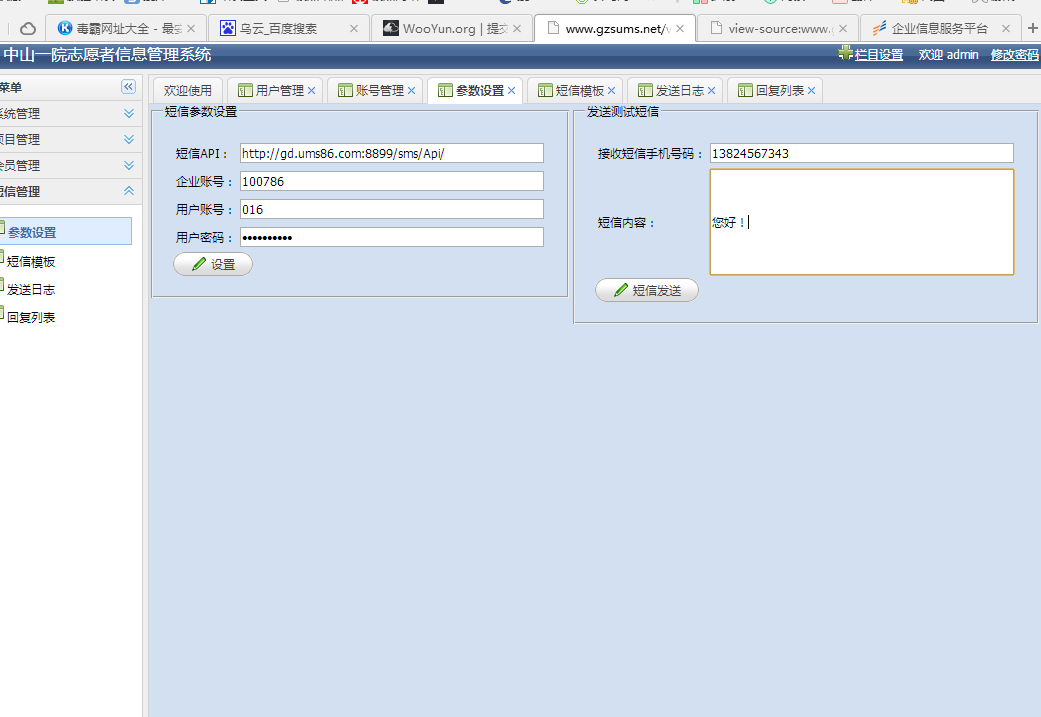 毒霸网址大全 - 最安
乌云_百度搜索
WooYun.org | 提交
www.gzsums.net/v
view-source:www.g
企业信息服务平台
中山一院志愿者信息管理系统
栏目设置 欢迎 admin 修改密码
菜单
系统管理
项目管理
会员管理
短信管理
参数设置
短信模板
发送日志
回复列表
欢迎使用 用户管理 账号管理 参数设置 短信模板 发送日志 回复列表
短信参数设置
短信API： http://gd.ums86.com:8899/sms/Api/
企业账号： 100786
用户账号： 016
用户密码： ••••••••••
设置
发送测试短信
接收短信手机号码： 13824567343
短信内容： 您好！
短信发送